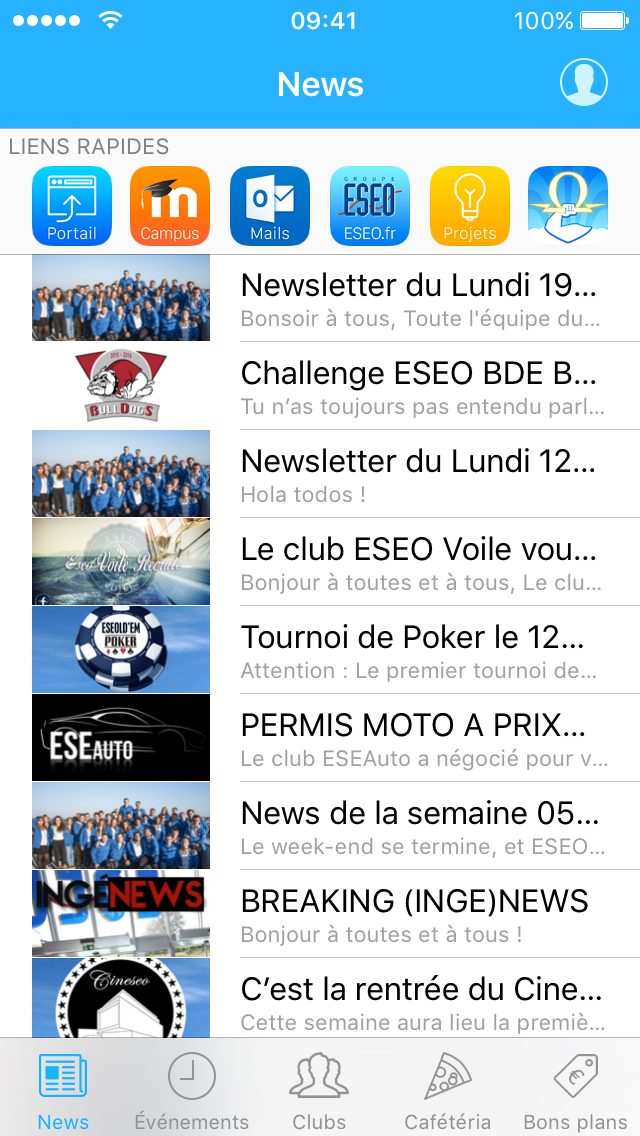 09:41
100%
News
LIENS RAPIDES
Portail
Campus
Mails
GROUPE
ESEO
ESEO.fr
Projets
Newsletter du Lundi 19...
Bonsoir à tous, Toute l'équipe du...
2015 - 2016
BULLDOGS
Challenge ESEO BDE B...
Tu n’as toujours pas entendu parl...
Newsletter du Lundi 12...
Hola todos !
Eseo Voile Recrute
Le club ESEO Voile vou...
Bonjour à toutes et à tous, Le clu...
ESEOLD'EM
POKER
Tournoi de Poker le 12...
Attention : Le premier tournoi de...
ESEAUTO
PERMIS MOTO A PRIX...
Le club ESEAuto a négocié pour v...
News de la semaine 05...
Le week-end se termine, et ESEO...
INGENEWS
BREAKING (INGE)NEWS
Bonjour à toutes et à tous !
Cineseo
C’est la rentrée du Cine...
Cette semaine aura lieu la premiè...
News
Événements
Clubs
Cafétéria
Bons plans